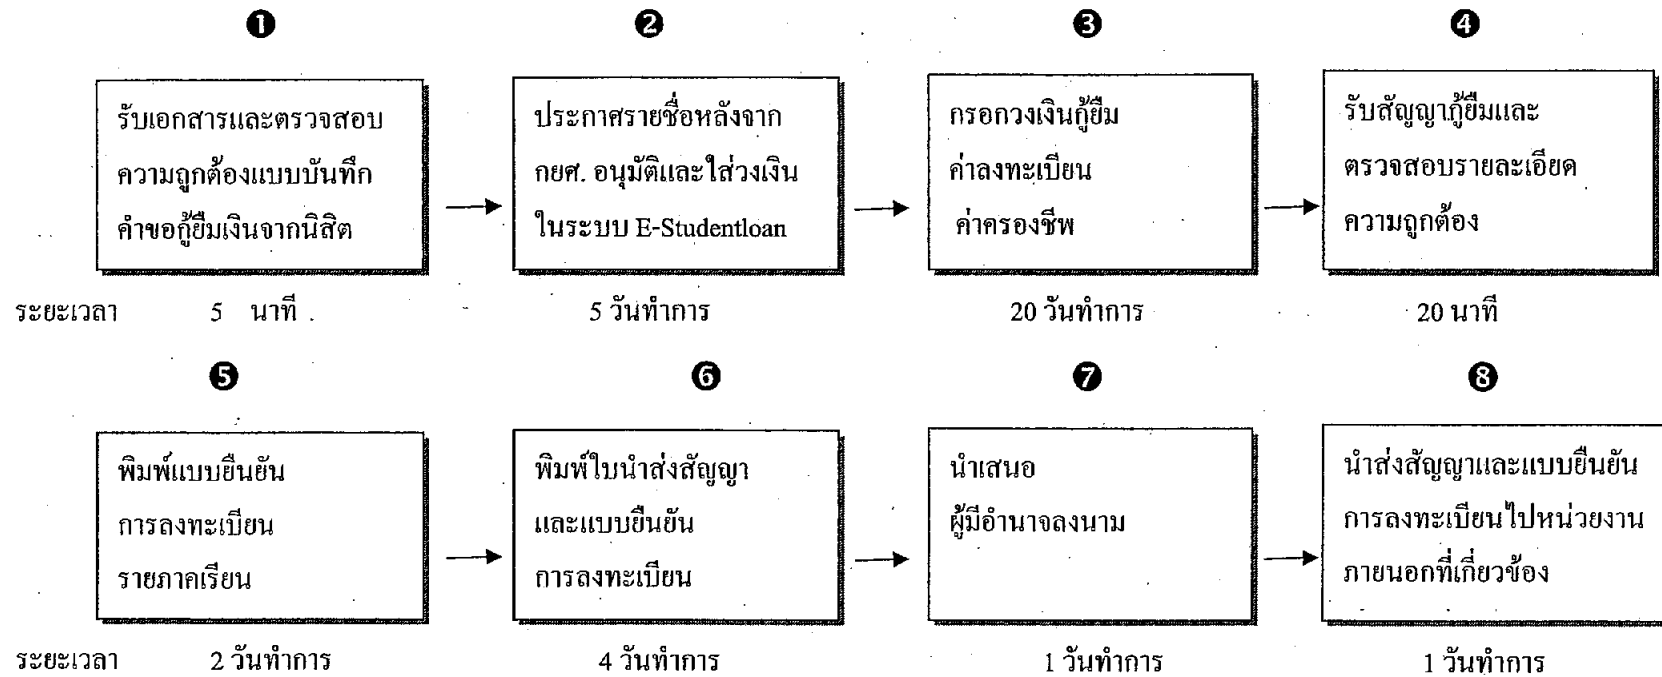 ❶ ❷ ❸ ❹
รับเอกสารและตรวจสอบ
ความถูกต้องแบบบันทึก
คำขอกู้ยืมเงินจากนิสิต
ประกาศรายชื่อหลังจาก
กยศ. อนุมัติและใส่วงเงิน
ในระบบ E-Studentloan
กรอกวงเงินกู้ยืม
ค่าลงทะเบียน
ค่าครองชีพ
รับสัญญากู้ยืมและ
ตรวจสอบรายละเอียด
ความถูกต้อง
ระยะเวลา 5 นาที 5 วันทำการ 20 วันทำการ 20 นาที
❺ ❻ ❼ ❽
พิมพ์แบบยืนยัน
การลงทะเบียน
รายภาคเรียน
พิมพ์ใบนำส่งสัญญา
และแบบยืนยัน
การลงทะเบียน
นำเสนอ
ผู้มีอำนาจลงนาม
นำส่งสัญญาและแบบยืนยัน
การลงทะเบียนไปหน่วยงาน
ภายนอกที่เกี่ยวข้อง
ระยะเวลา 2 วันทำการ 4 วันทำการ 1 วันทำการ 1 วันทำการ